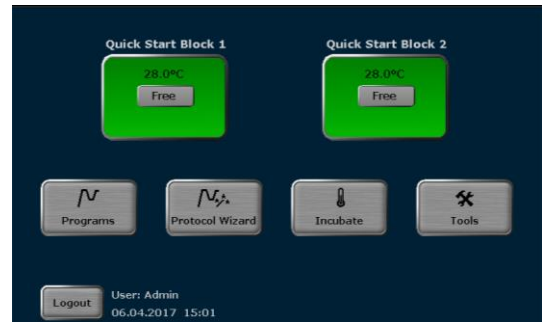 Quick Start Block 1
Quick Start Block 2
28.0°C
28.0°C
Free
Free
Programs
Protocol Wizard
Incubate
Tools
Logout
User: Admin
06.04.2017 15:01